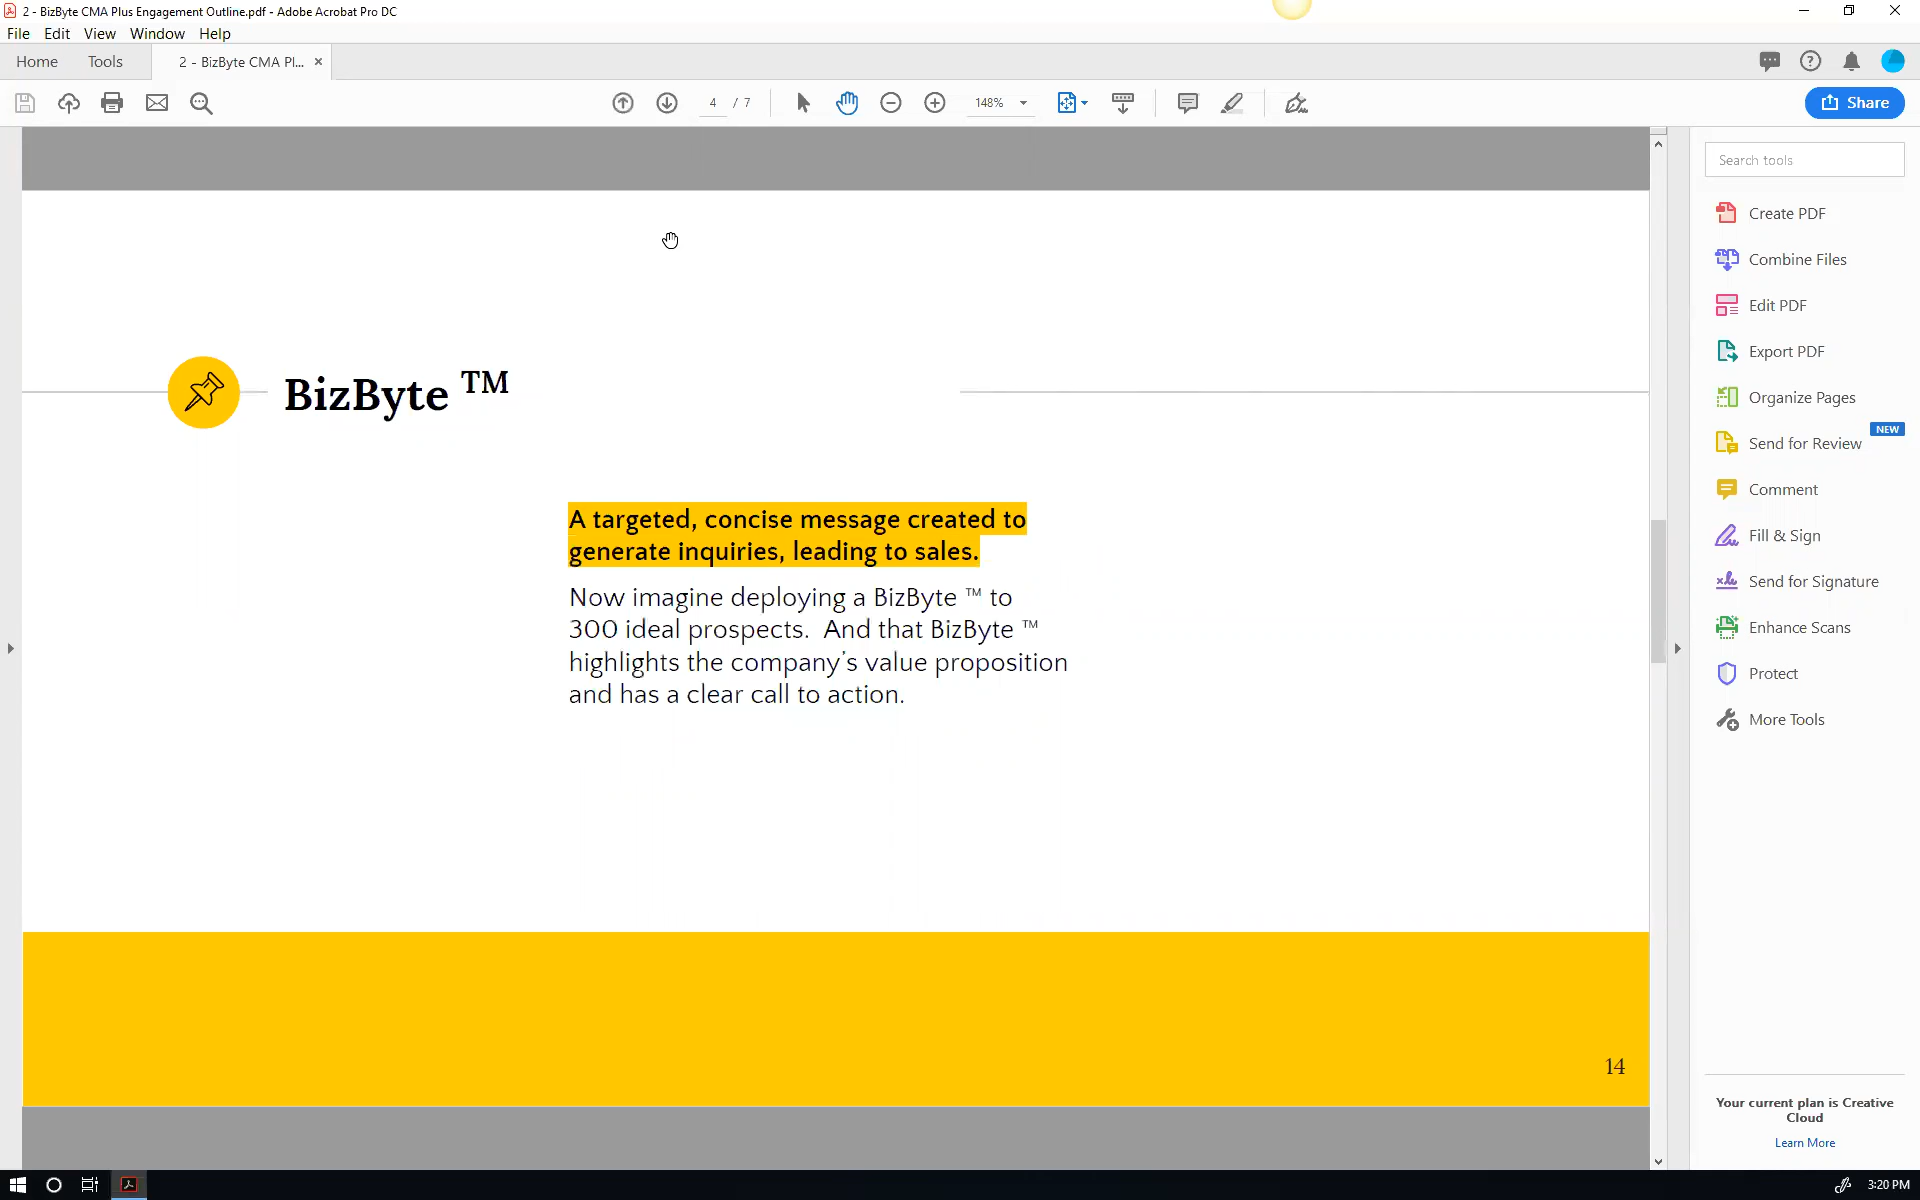 2 - BizByte CMA Plus Engagement Outline.pdf - Adobe Acrobat Pro DC
File Edit View Window Help
Home Tools 2 - BizByte CMA Pl... ×
4 / 7 148% Share
Search tools
Create PDF
Combine Files
Edit PDF
Export PDF
Organize Pages
Send for Review NEW
Comment
Fill & Sign
Send for Signature
Enhance Scans
Protect
More Tools
Your current plan is Creative
Cloud
Learn More
BizByte ™
A targeted, concise message created to
generate inquiries, leading to sales.
Now imagine deploying a BizByte ™ to
300 ideal prospects. And that BizByte ™
highlights the company’s value proposition
and has a clear call to action.
14
3:20 PM